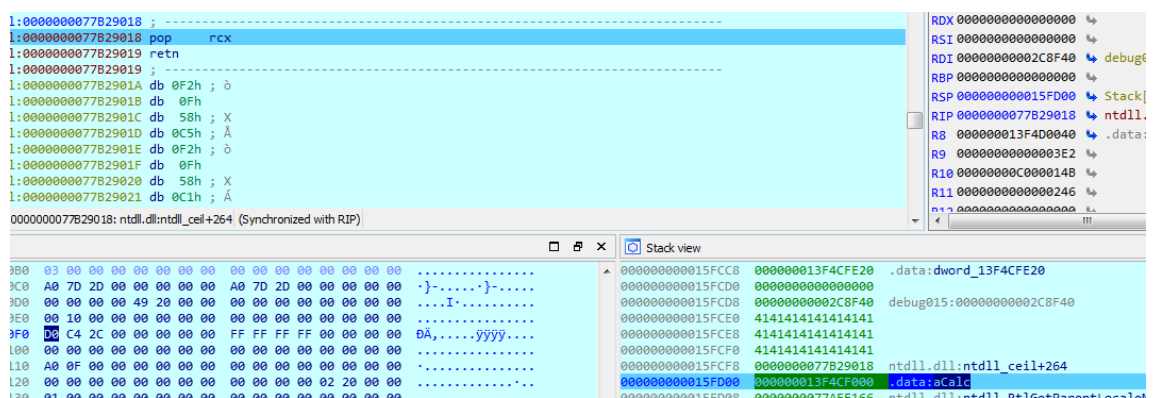 l:0000000077B29018 ; ---------------------------------------------------------------------------
l:0000000077B29018 pop     rcx
l:0000000077B29019 retn
l:0000000077B29019 ; ---------------------------------------------------------------------------
l:0000000077B2901A db 0F2h ; ò
l:0000000077B2901B db  0Fh
l:0000000077B2901C db  58h ; X
l:0000000077B2901D db 0C5h ; Å
l:0000000077B2901E db 0F2h ; ò
l:0000000077B2901F db  0Fh
l:0000000077B29020 db  58h ; X
l:0000000077B29021 db 0C1h ; Á
0000000077B29018: ntdll.dll:ntdll_ceil+264 (Synchronized with RIP)
RDX 0000000000000000
RSI 0000000000000000
RDI 00000000002C8F40 debug0
RBP 0000000000000000
RSP 000000000015FD00 Stack[
RIP 0000000077B29018 ntdll.
R8 000000013F4D0040 .data:
R9 00000000000003E2
R10 00000000C000014B
R11 0000000000000246
R12 0000000000000000
0B0 03 00 00 00 00 00 00 00 00 00 00 00 00 00 00 00 ................
0C0 A0 7D 2D 00 00 00 00 00 A0 7D 2D 00 00 00 00 00 ·}-.....·}-.....
0D0 00 00 00 00 49 20 00 00 00 00 00 00 00 00 00 00 ....I·..........
0E0 00 10 00 00 00 00 00 00 00 00 00 00 00 00 00 00 ................
0F0 D0 C4 2C 00 00 00 00 00 FF FF FF FF 00 00 00 00 ÐÄ,.....ÿÿÿÿ....
100 00 00 00 00 00 00 00 00 00 00 00 00 00 00 00 00 ................
110 A0 0F 00 00 00 00 00 00 00 00 00 00 00 00 00 00 ·...............
120 00 00 00 00 00 00 00 00 00 00 00 00 02 20 00 00 .............·..
Stack view
000000000015FCC8 000000013F4CFE20 .data:dword_13F4CFE20
000000000015FCD0 0000000000000000
000000000015FCD8 00000000002C8F40 debug015:00000000002C8F40
000000000015FCE0 4141414141414141
000000000015FCE8 4141414141414141
000000000015FCF0 4141414141414141
000000000015FCF8 0000000077B29018 ntdll.dll:ntdll_ceil+264
000000000015FD00 000000013F4CF000 .data:aCalc